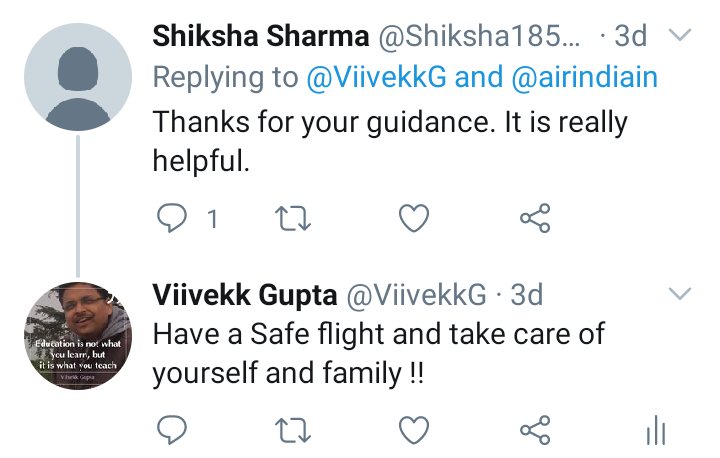 Shiksha Sharma @Shiksha185... · 3d
Replying to @ViivekkG and @airindiain
Thanks for your guidance. It is really
helpful.
1
Viivekk Gupta @ViivekkG · 3d
Education is not what
you learn, but
it is what you teach
Viivekk Gupta
Have a Safe flight and take care of
yourself and family !!